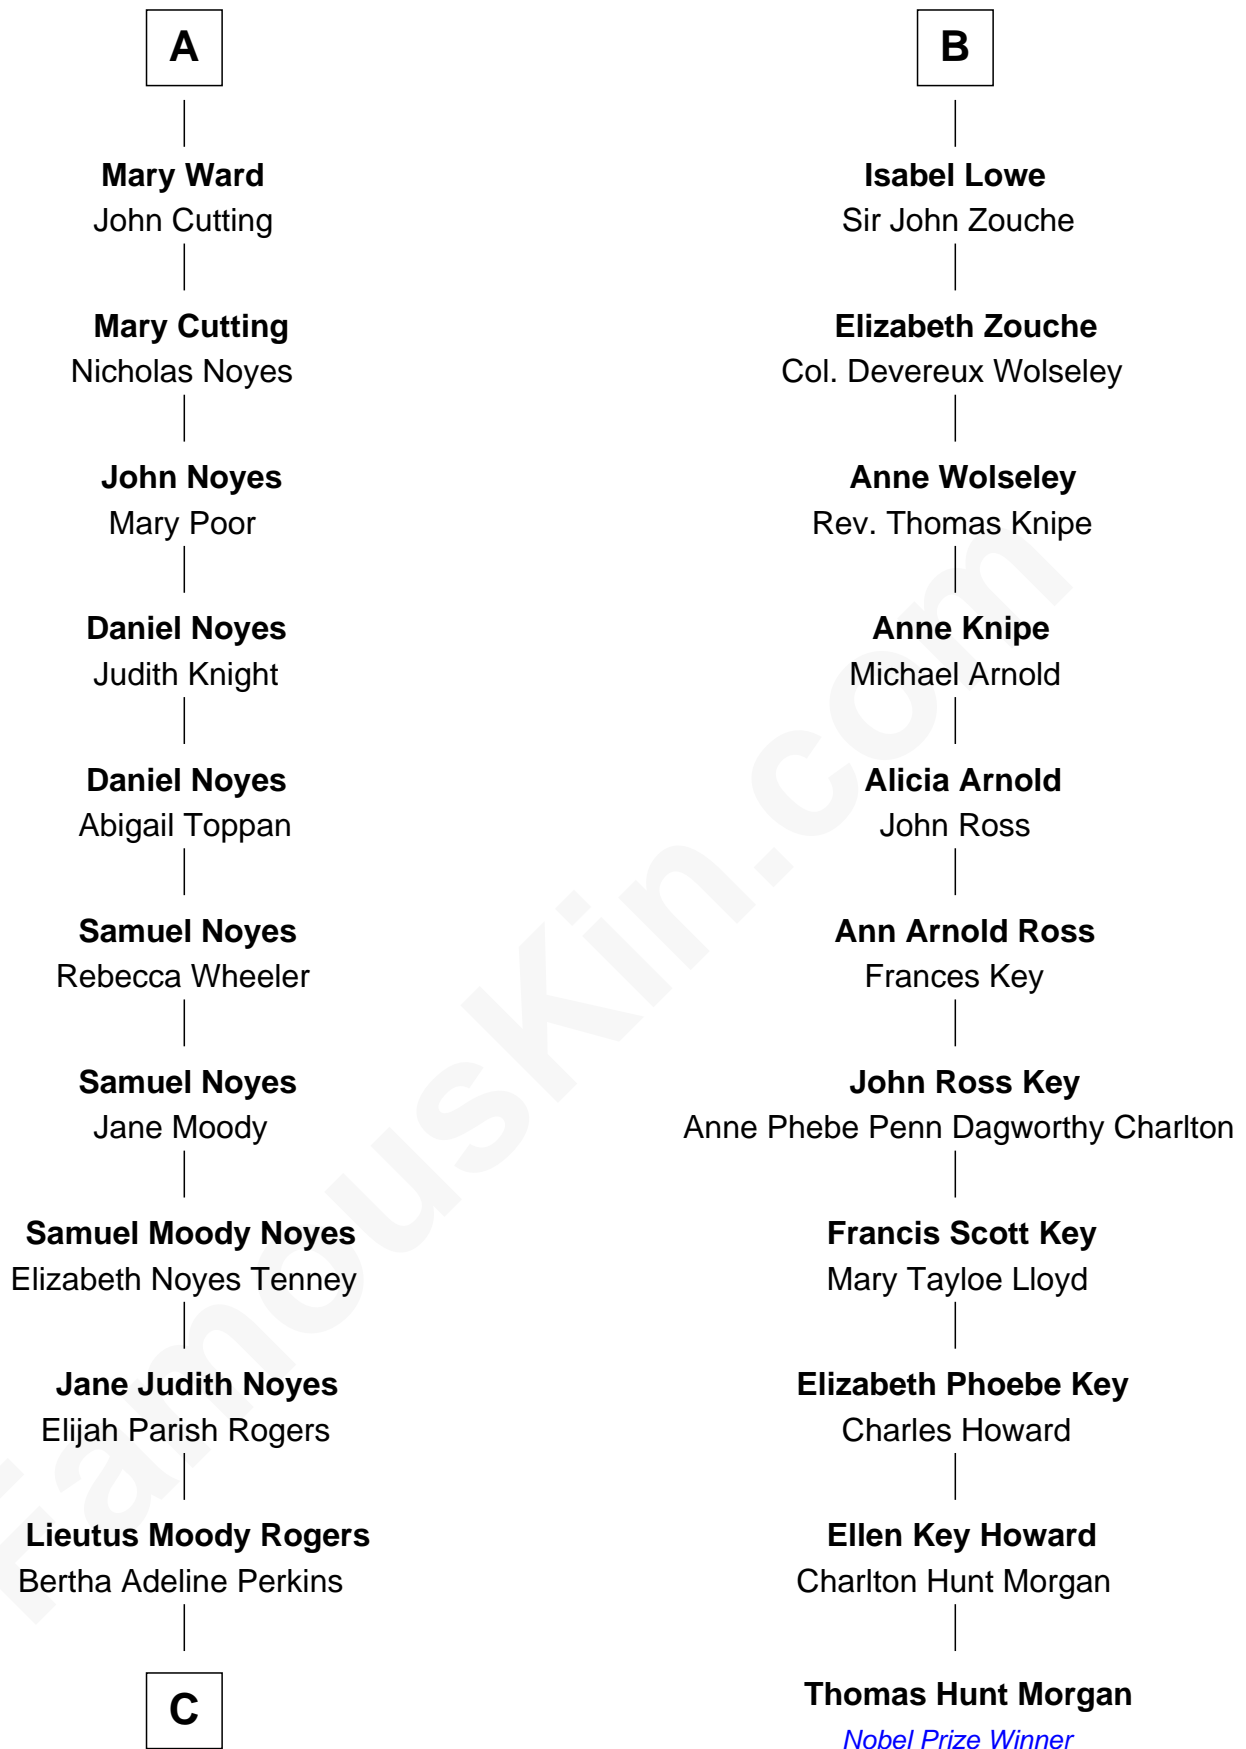 A
Mary Ward
John Cutting
Mary Cutting
Nicholas Noyes
John Noyes
Mary Poor
Daniel Noyes
Judith Knight
Daniel Noyes
Abigail Toppan
Samuel Noyes
Rebecca Wheeler
Samuel Noyes
Jane Moody
Samuel Moody Noyes
Elizabeth Noyes Tenney
Jane Judith Noyes
Elijah Parish Rogers
Lieutus Moody Rogers
Bertha Adeline Perkins
C
B
Isabel Lowe
Sir John Zouche
Elizabeth Zouche
Col. Devereux Wolseley
Anne Wolseley
Rev. Thomas Knipe
Anne Knipe
Michael Arnold
Alicia Arnold
John Ross
Ann Arnold Ross
Frances Key
John Ross Key
Anne Phebe Penn Dagworthy Charlton
Francis Scott Key
Mary Tayloe Lloyd
Elizabeth Phoebe Key
Charles Howard
Ellen Key Howard
Charlton Hunt Morgan
Thomas Hunt Morgan
Nobel Prize Winner
FamousKin.com